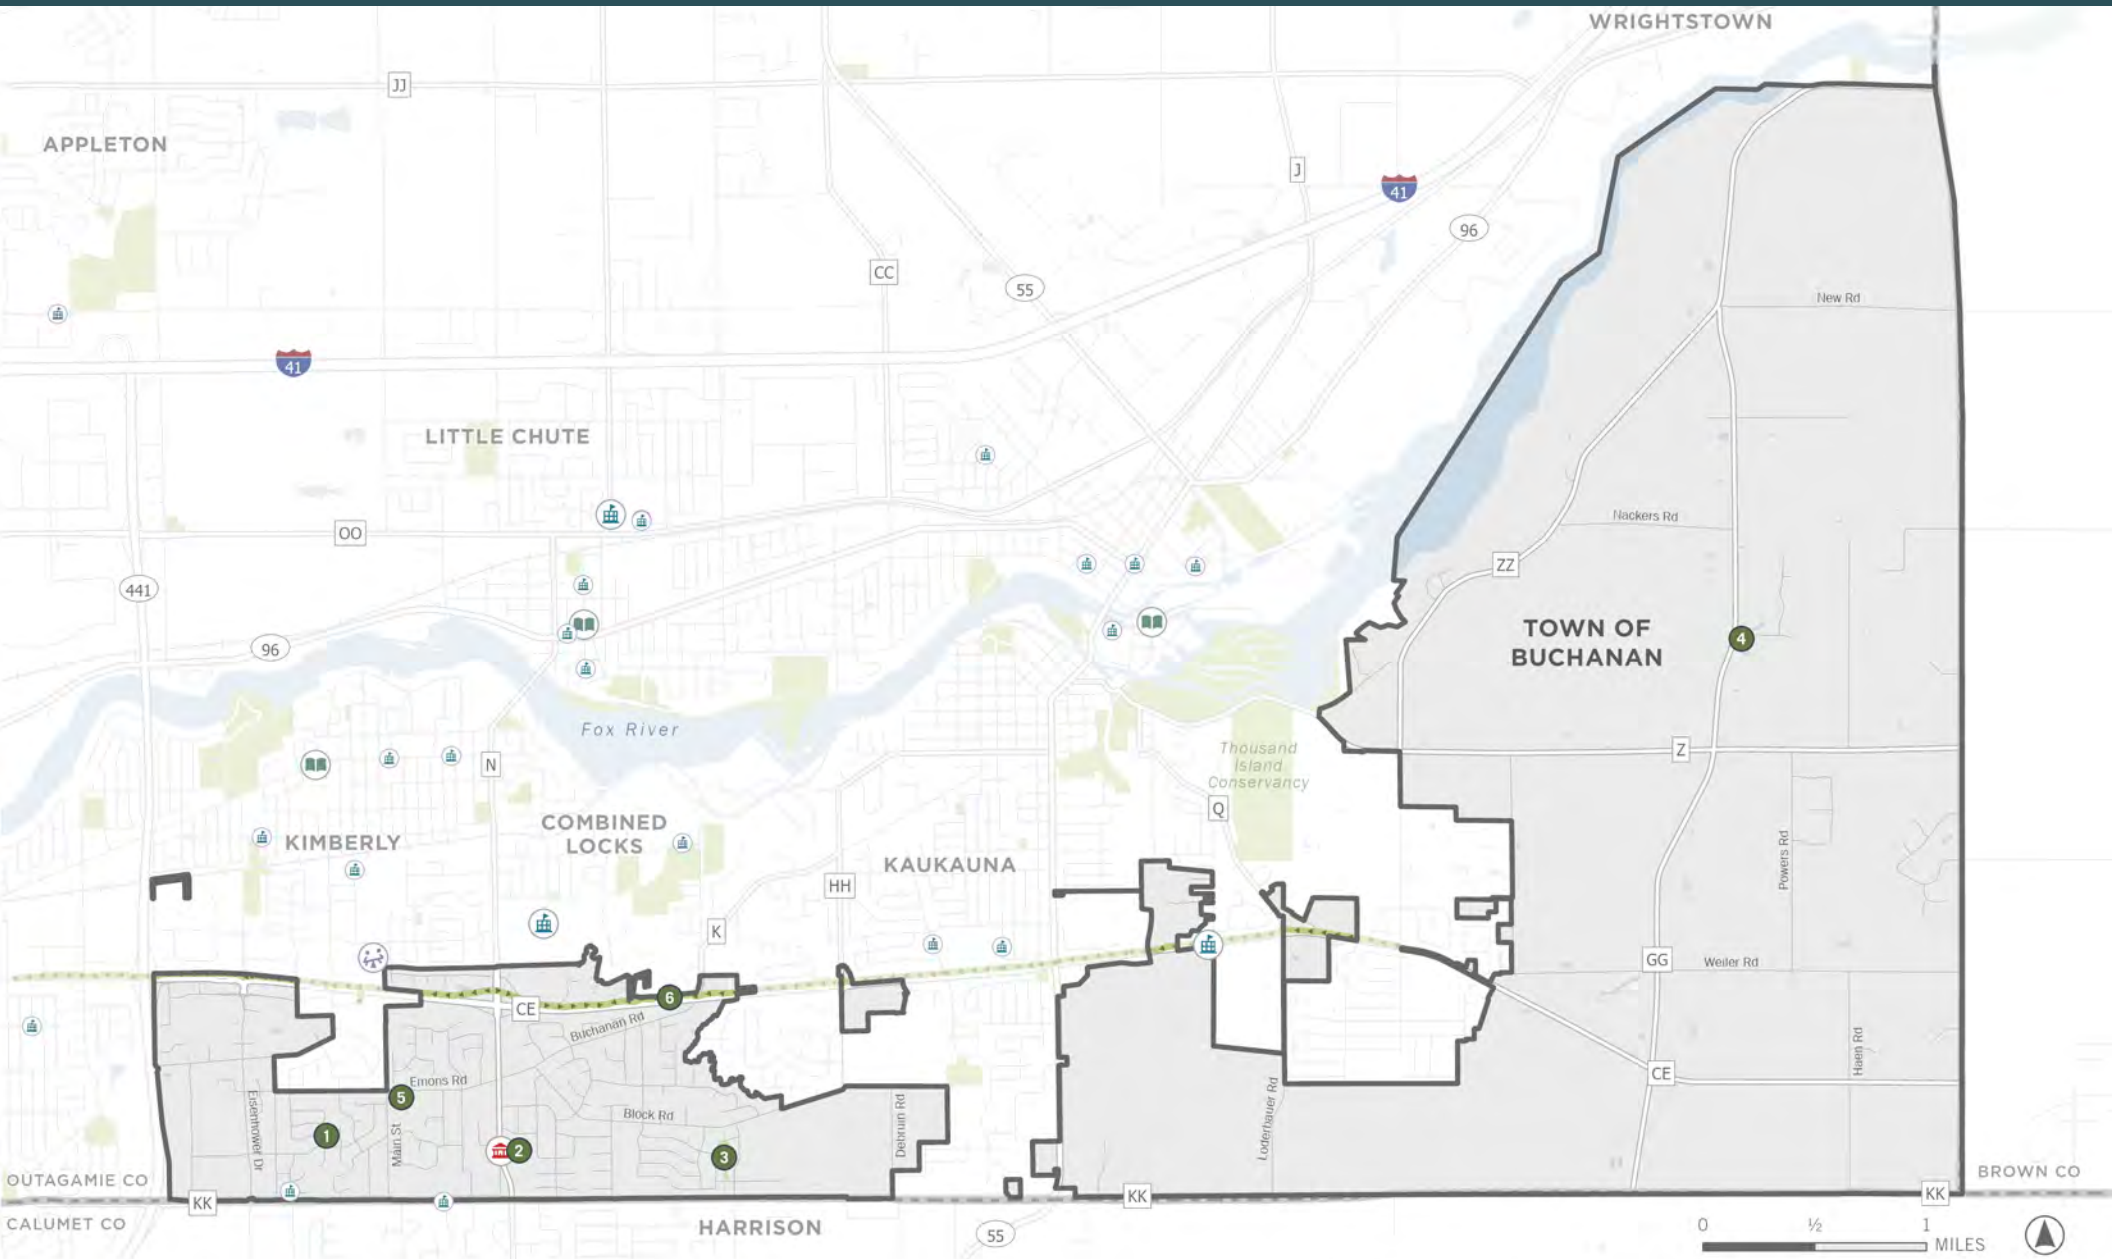 WRIGHTSTOWN
JJ
APPLETON
J
41
96
CC
55
New Rd
41
LITTLE CHUTE
OO
Nackers Rd
ZZ
441
TOWN OF
BUCHANAN
4
96
Fox River
Thousand
Island
Conservancy
Z
N
Q
COMBINED
LOCKS
KIMBERLY
KAUKAUNA
Powers Rd
HH
K
GG
Weiler Rd
6
CE
Buchanan Rd
Haen Rd
CE
Emons Rd
5
Eisenhower Dr
Block Rd
Debruin Rd
Loderbauer Rd
1
Main St
2
3
OUTAGAMIE CO
BROWN CO
KK
KK
KK
CALUMET CO
HARRISON
55
0 ½ 1
MILES